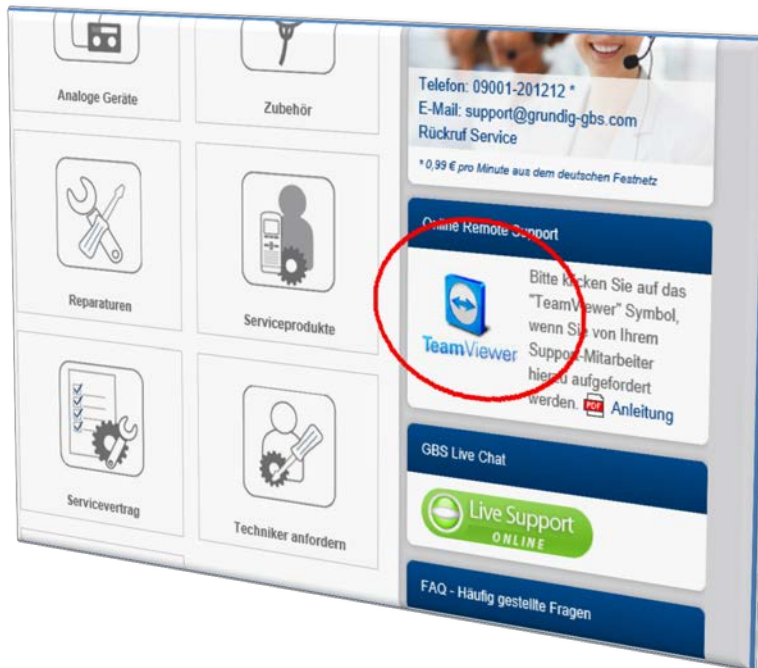 Analoge Geräte
Zubehör
Reparaturen
Serviceprodukte
Servicevertrag
Techniker anfordern
Telefon: 09001-201212 *
E-Mail: support@grundig-gbs.com
Rückruf Service
* 0,99 € pro Minute aus dem deutschen Festnetz
Online Remote Support
TeamViewer
Bitte klicken Sie auf das
"TeamViewer" Symbol,
wenn Sie von Ihrem
Support-Mitarbeiter
hierzu aufgefordert
werden. PDF Anleitung
GBS Live Chat
Live Support
ONLINE
FAQ - Häufig gestellte Fragen